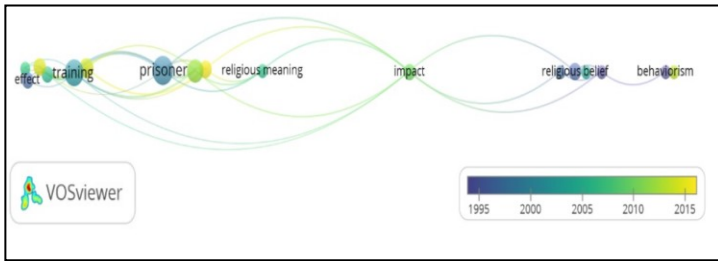 effect training prisoner religious meaning impact religious belief behaviorism
VOSviewer
1995 2000 2005 2010 2015